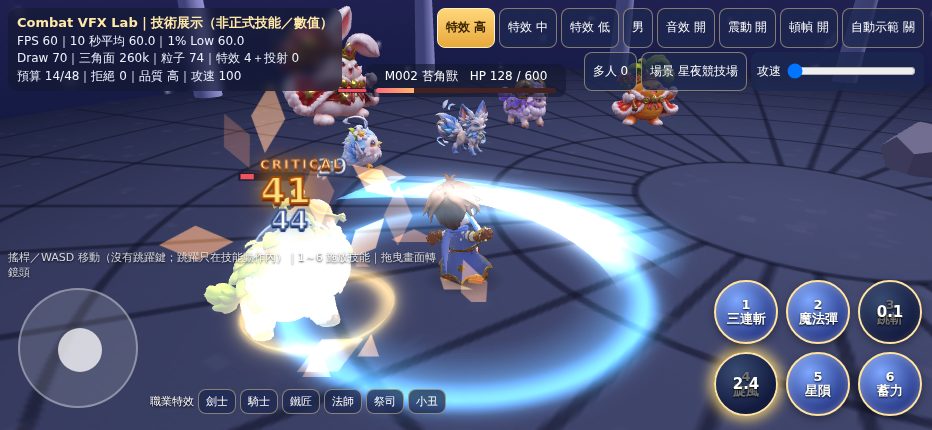 Combat VFX Lab｜技術展示（非正式技能／數值）
FPS 60｜10 秒平均 60.0｜1% Low 60.0
Draw 70｜三角面 260k｜粒子 74｜特效 4＋投射 0
預算 14/48｜拒絕 0｜品質 高｜攻速 100
特效 高
特效 中
特效 低
男
音效 開
震動 開
頓幀 開
自動示範 關
多人 0
場景 星夜競技場
攻速
M002 苔角獸 HP 128 / 600
CRITICAL
41
44
搖桿／WASD 移動（沒有跳躍鍵；跳躍只在技能動作內）｜1～6 施放技能｜拖曳畫面轉
鏡頭
1
三連斬
2
魔法彈
3
0.1
4
2.4
旋風
5
星隕
6
蓄力
職業特效
劍士
騎士
鐵匠
法師
祭司
小丑